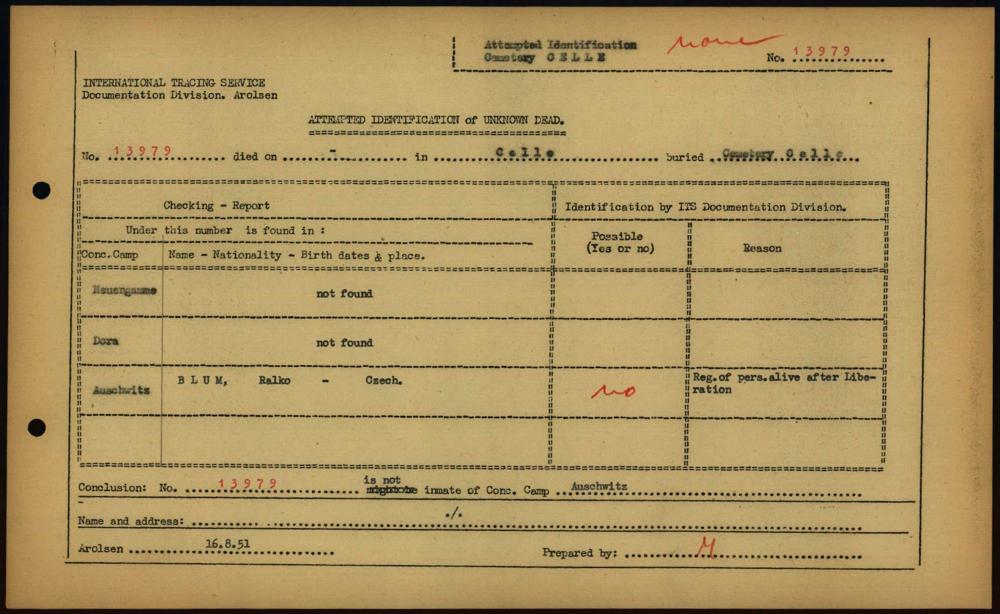 Attempted Identification none
Cemetery CELLE No. 13979
INTERNATIONAL TRACING SERVICE
Documentation Division. Arolsen
ATTEMPTED IDENTIFICATION of UNKNOWN DEAD.
No. 13979 died on - in Celle buried Cemetery Celle
Checking - Report Identification by ITS Documentation Division.
Under this number is found in :
Possible
(Yes or no) Reason
Conc.Camp Name - Nationality - Birth dates & place.
Neuengamme not found
Dora not found
Auschwitz BLUM, Ralko - Czech. no Reg.of pers.alive after Libe-
ration
is not
Conclusion: No. 13979 might be inmate of Conc. Camp Auschwitz
Name and address: ./.
Arolsen 16.8.51 Prepared by: M